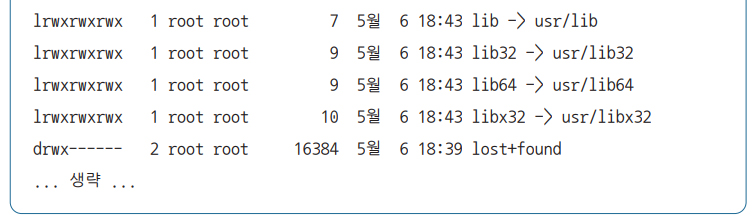 lrwxrwxrwx 1 root root 7 5월 6 18:43 lib -> usr/lib
lrwxrwxrwx 1 root root 9 5월 6 18:43 lib32 -> usr/lib32
lrwxrwxrwx 1 root root 9 5월 6 18:43 lib64 -> usr/lib64
lrwxrwxrwx 1 root root 10 5월 6 18:43 libx32 -> usr/libx32
drwx------ 2 root root 16384 5월 6 18:39 lost+found
... 생략 ...